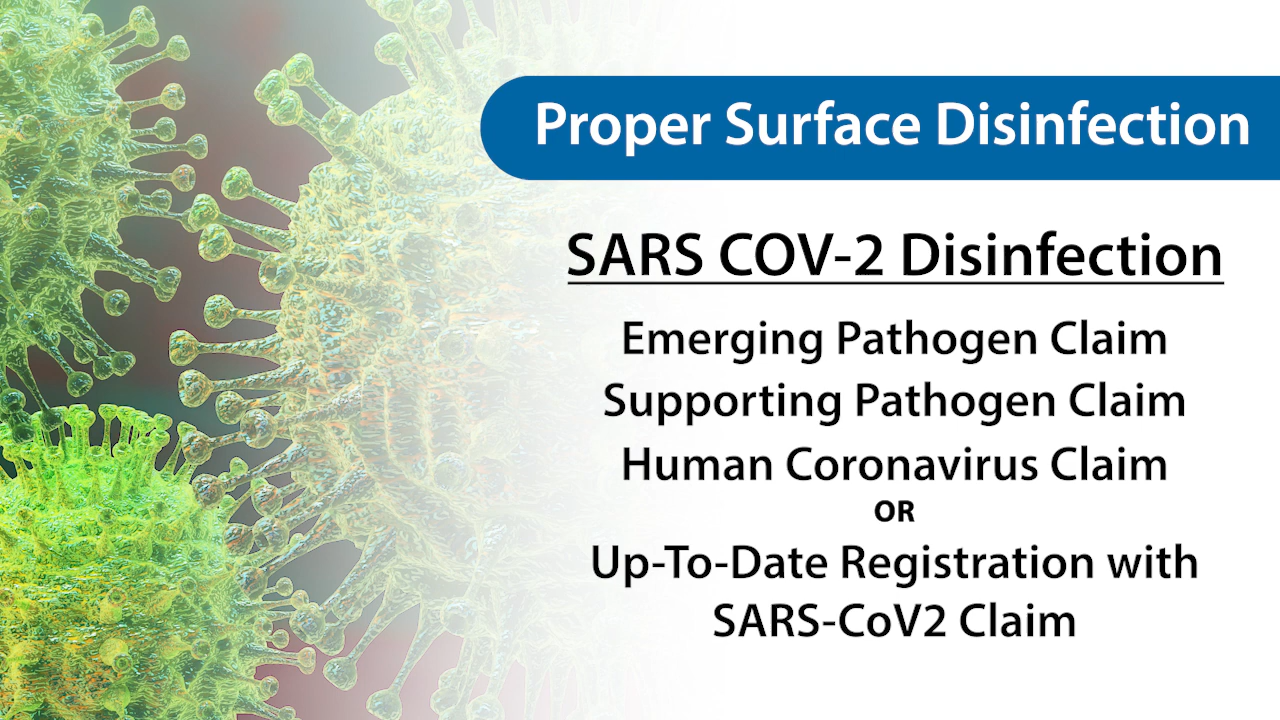 Proper Surface Disinfection
SARS COV-2 Disinfection
Emerging Pathogen Claim
Supporting Pathogen Claim
Human Coronavirus Claim
OR
Up-To-Date Registration with
SARS-CoV2 Claim